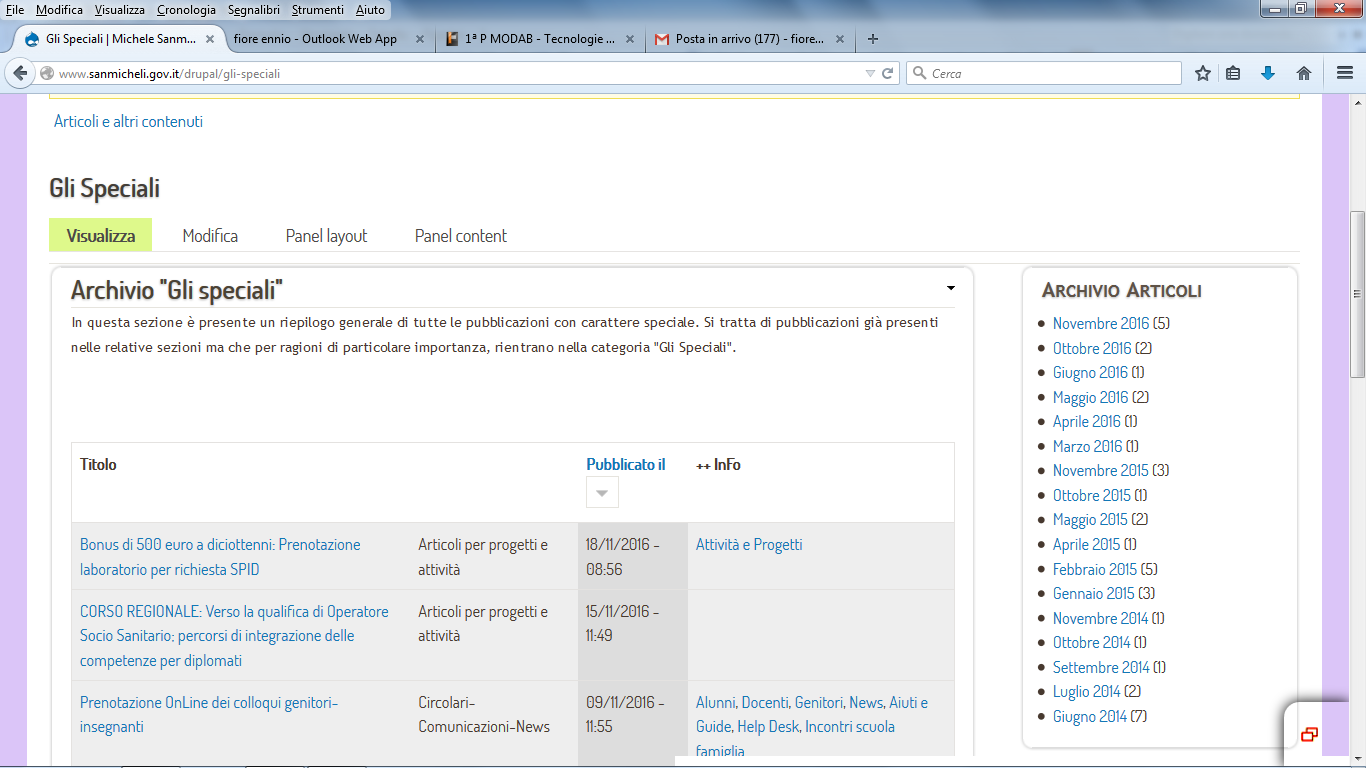 File Modifica Visualizza Cronologia Segnalibri Strumenti Aiuto
Gli Speciali | Michele Sanm... × fiore ennio - Outlook Web App × 1ª P MODAB - Tecnologie ... × Posta in arrivo (177) - fiore... × +
www.sanmicheli.gov.it/drupal/gli-speciali
Cerca
Articoli e altri contenuti
Gli Speciali
Visualizza Modifica Panel layout Panel content
Archivio "Gli speciali"
In questa sezione è presente un riepilogo generale di tutte le pubblicazioni con carattere speciale. Si tratta di pubblicazioni già presenti
nelle relative sezioni ma che per ragioni di particolare importanza, rientrano nella categoria "Gli Speciali".
Titolo Pubblicato il ++ InFo
Bonus di 500 euro a diciottenni: Prenotazione
laboratorio per richiesta SPID
Articoli per progetti e
attività
18/11/2016 -
08:56
Attività e Progetti
CORSO REGIONALE: Verso la qualifica di Operatore
Socio Sanitario; percorsi di integrazione delle
competenze per diplomati
Articoli per progetti e
attività
15/11/2016 -
11:49
Prenotazione OnLine dei colloqui genitori-
insegnanti
Circolari-
Comunicazioni-News
09/11/2016 -
11:55
Alunni, Docenti, Genitori, News, Aiuti e
Guide, Help Desk, Incontri scuola
famiglia
Archivio Articoli
Novembre 2016 (5)
Ottobre 2016 (2)
Giugno 2016 (1)
Maggio 2016 (2)
Aprile 2016 (1)
Marzo 2016 (1)
Novembre 2015 (3)
Ottobre 2015 (1)
Maggio 2015 (2)
Aprile 2015 (1)
Febbraio 2015 (5)
Gennaio 2015 (3)
Novembre 2014 (1)
Ottobre 2014 (1)
Settembre 2014 (1)
Luglio 2014 (2)
Giugno 2014 (7)